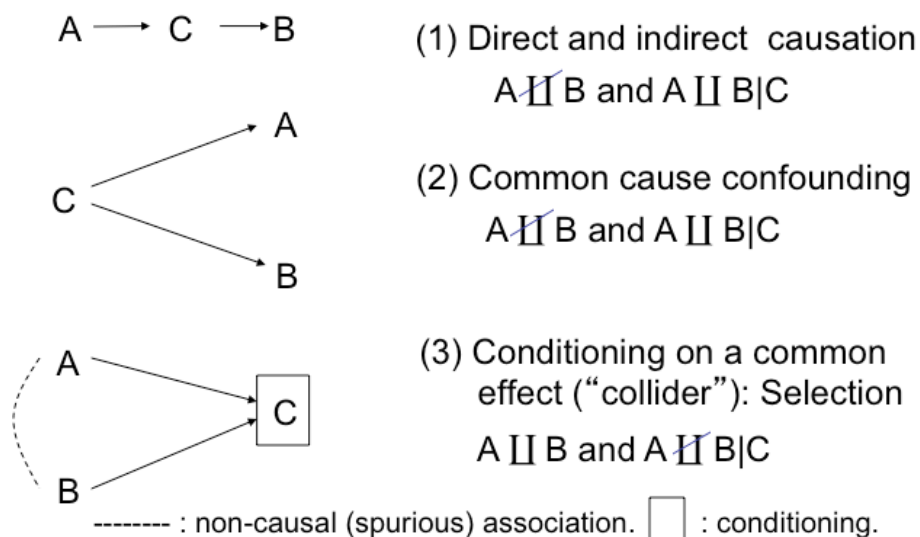 A C B
(1) Direct and indirect causation
A ∐̸ B and A ∐ B|C
A
C
B
(2) Common cause confounding
A ∐̸ B and A ∐ B|C
A
C
B
(3) Conditioning on a common
effect (“collider”): Selection
A ∐ B and A ∐̸ B|C
-------- : non-causal (spurious) association. : conditioning.